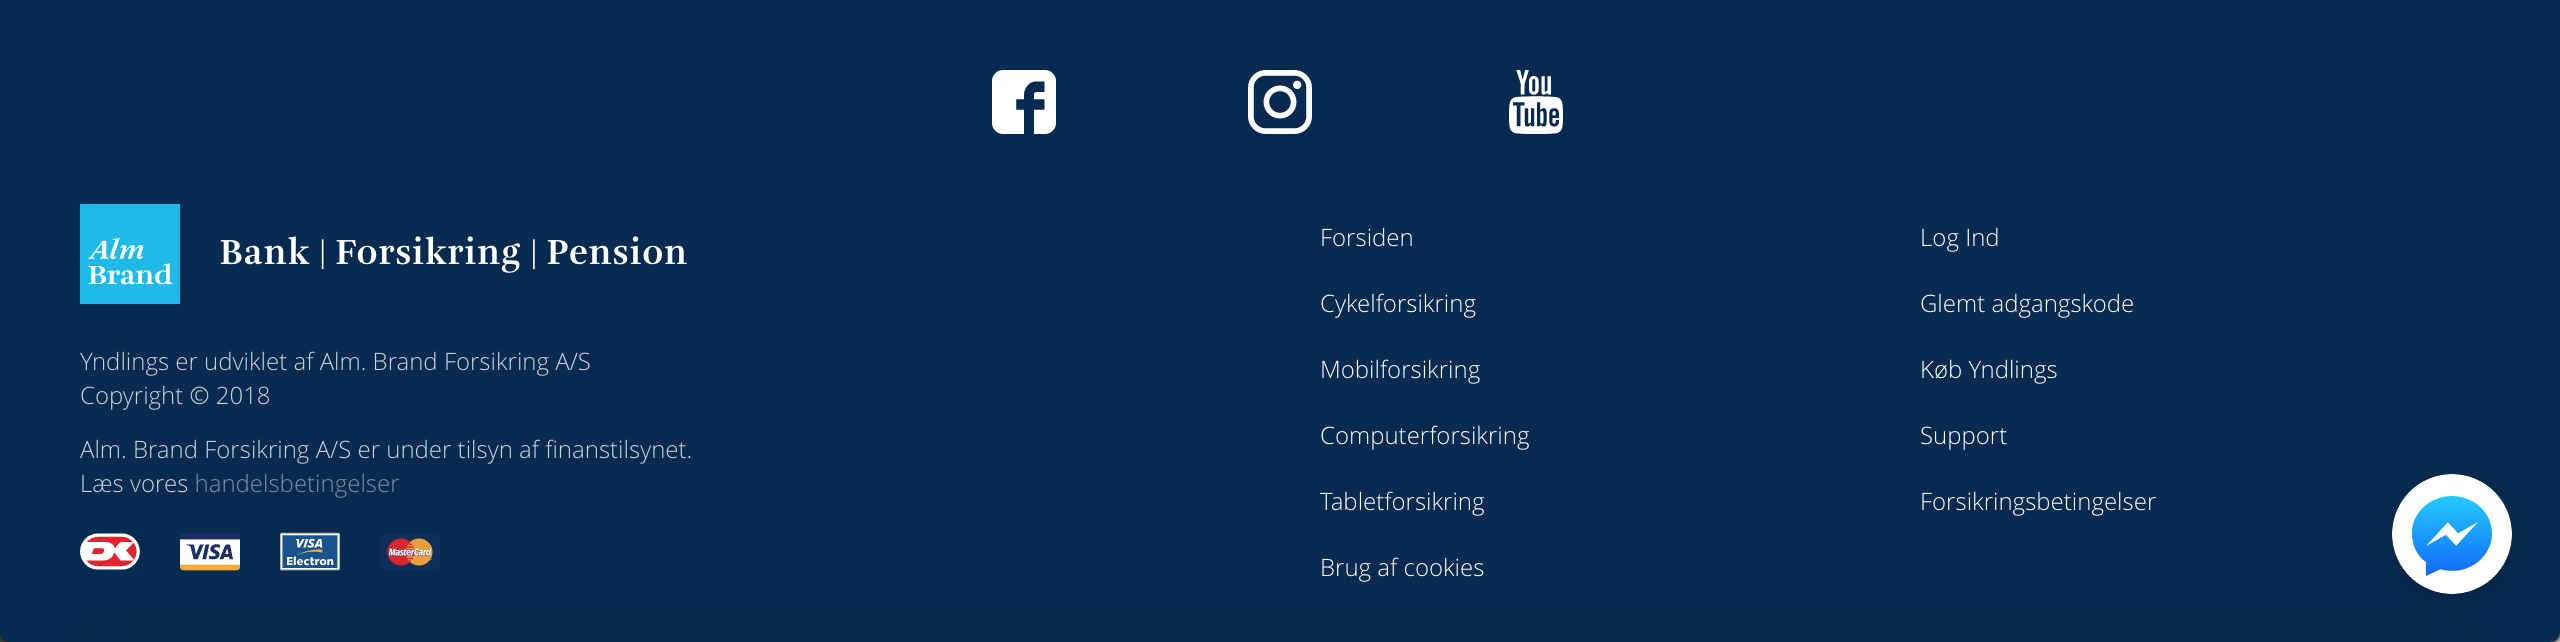 You
Tube
Alm
Brand
Bank | Forsikring | Pension
Yndlings er udviklet af Alm. Brand Forsikring A/S
Copyright © 2018
Alm. Brand Forsikring A/S er under tilsyn af finanstilsynet.
Læs vores handelsbetingelser
DK
VISA
VISA
Electron
MasterCard
Forsiden
Cykelforsikring
Mobilforsikring
Computerforsikring
Tabletforsikring
Brug af cookies
Log Ind
Glemt adgangskode
Køb Yndlings
Support
Forsikringsbetingelser